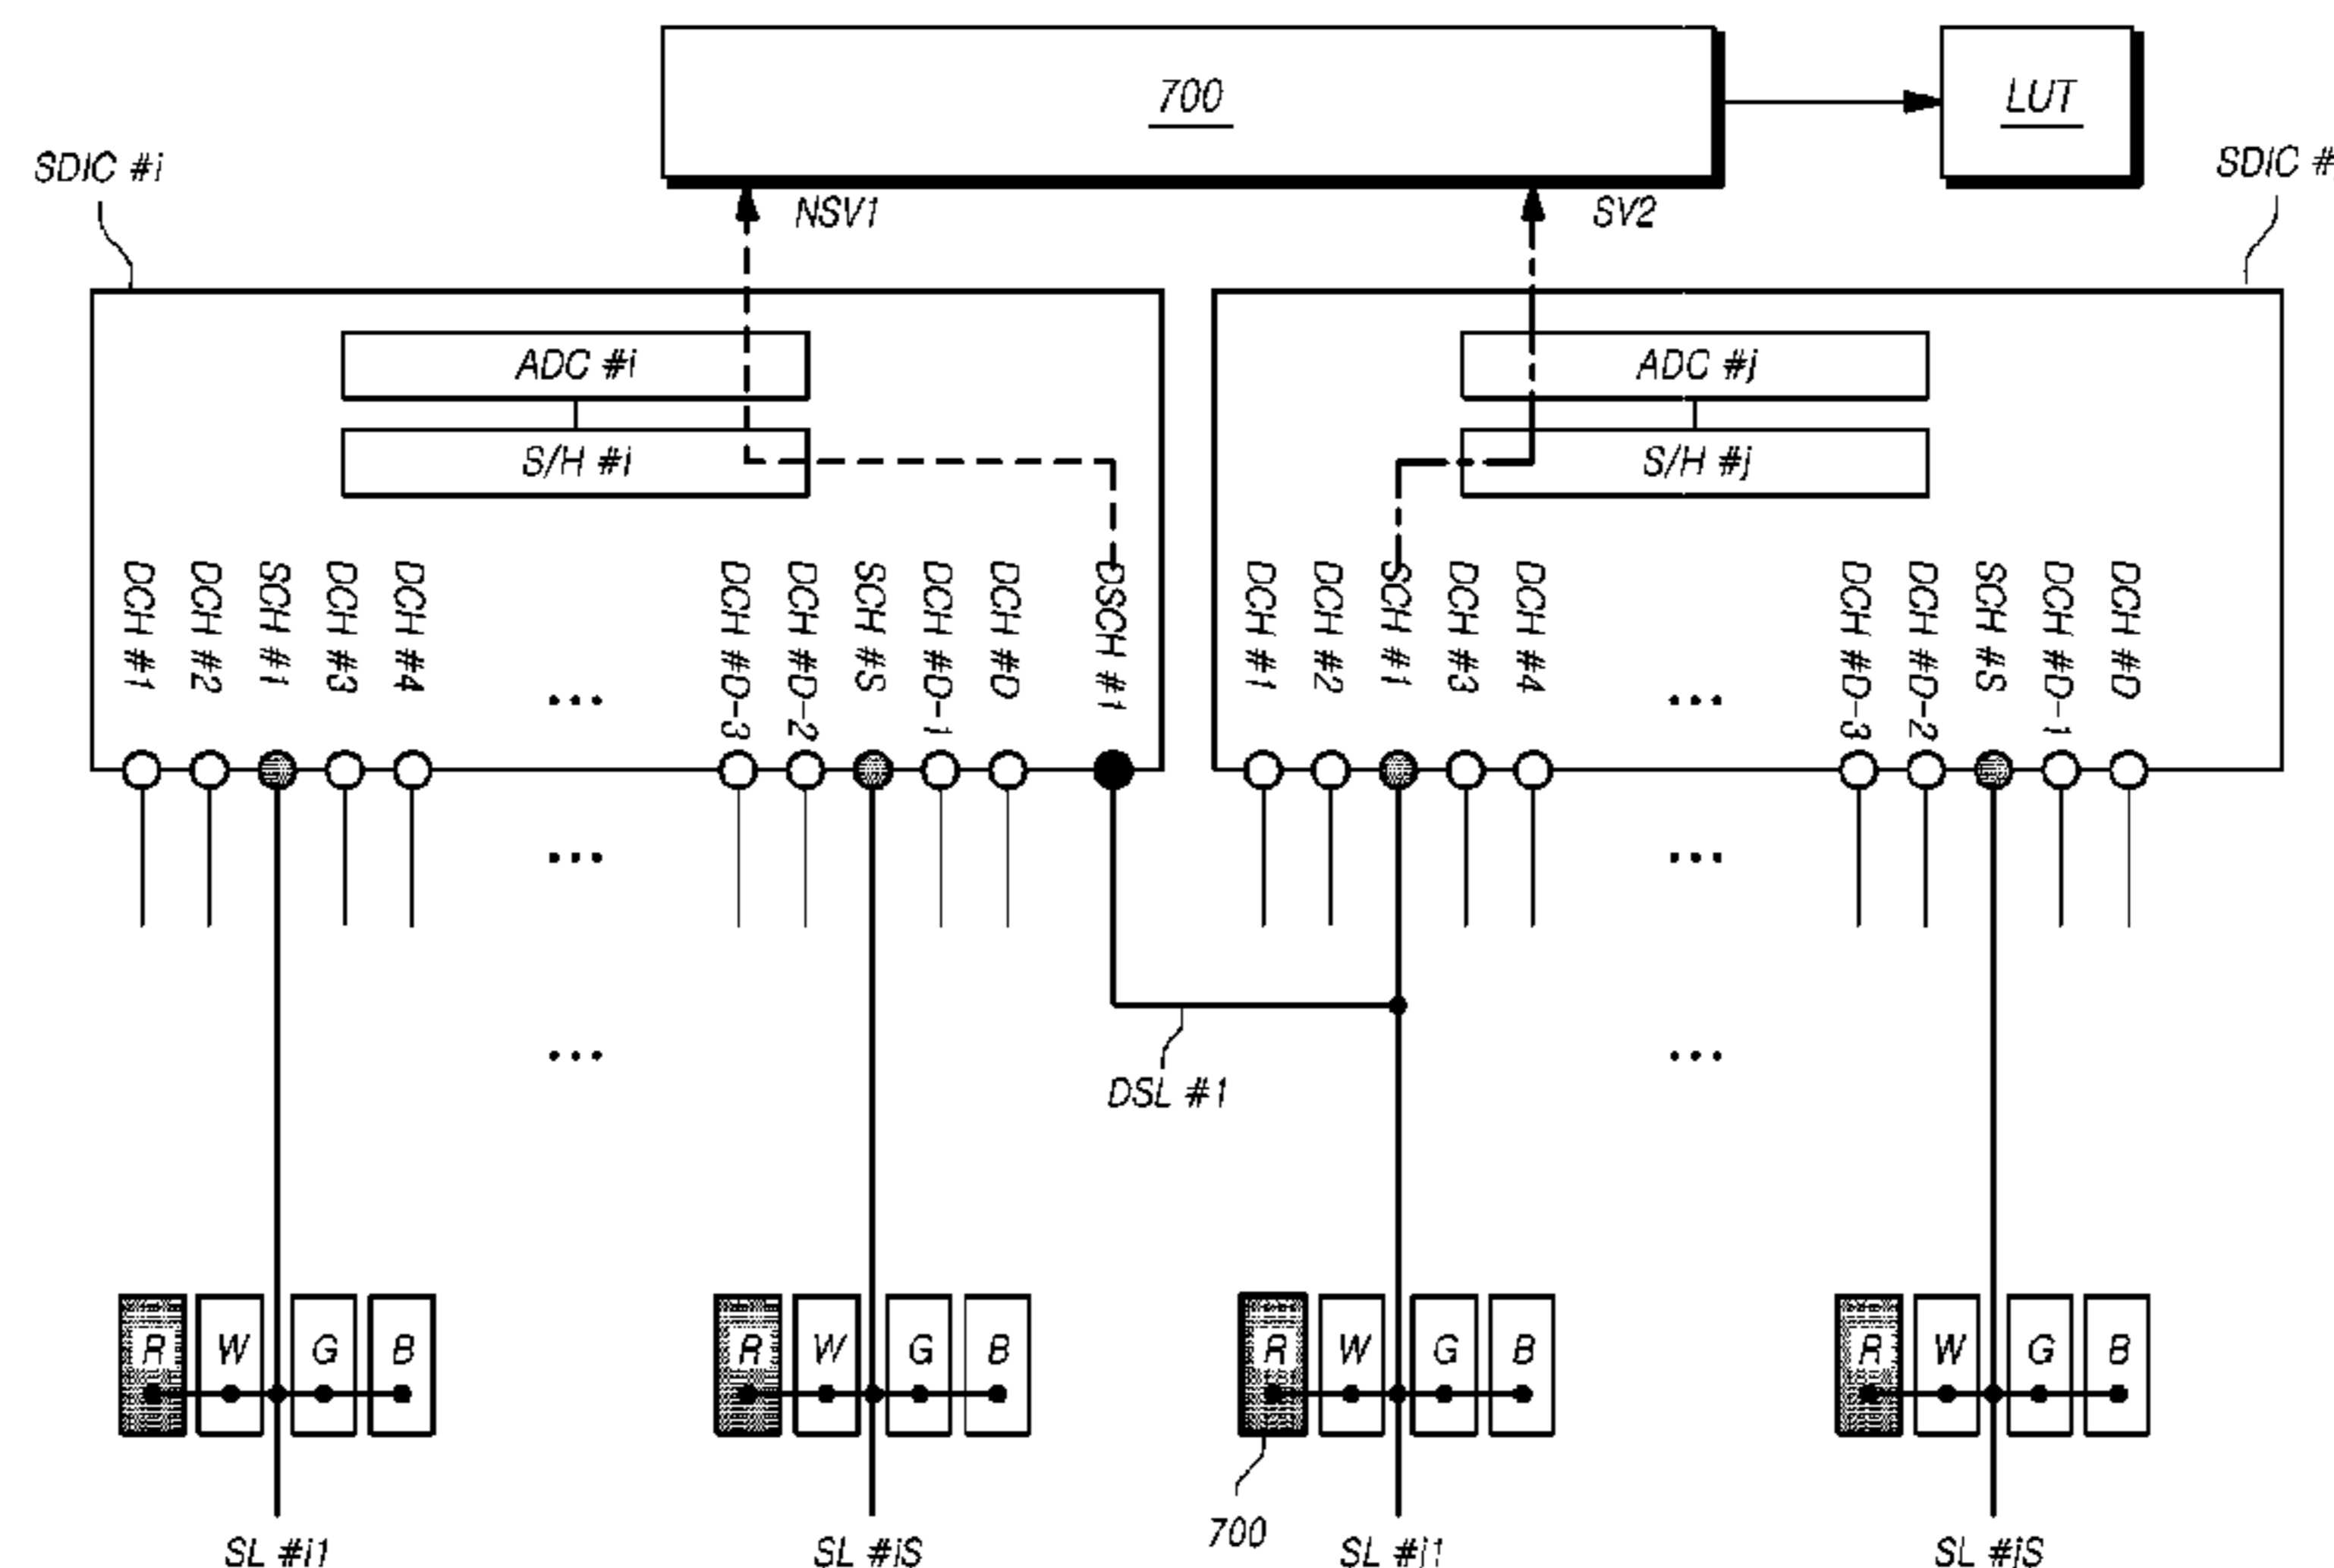 700
LUT
SDIC #i
SDIC #
NSV1
SV2
ADC #i
ADC #j
S/H #i
S/H #j
DCH #1
DCH #2
SCH #1
DCH #3
DCH #4
...
DCH #D-3
DCH #D-2
SCH #S
DCH #D-1
DCH #D
DSCH #1
DCH #1
DCH #2
SCH #1
DCH #3
DCH #4
...
DCH #D-3
DCH #D-2
SCH #S
DCH #D-1
DCH #D
...
...
...
...
DSL #1
R W G B
R W G B
R W G B
R W G B
700
SL #i1
SL #iS
SL #j1
SL #jS